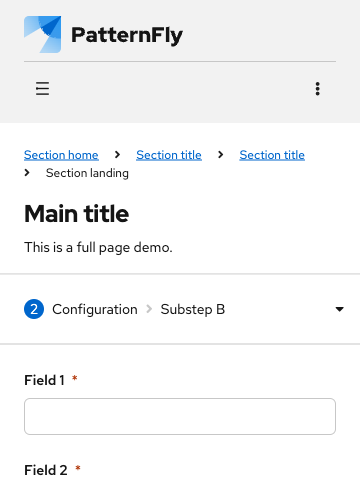 PatternFly
Section home Section title Section title
Section landing
Main title
This is a full page demo.
2 Configuration Substep B
Field 1 *
Field 2 *